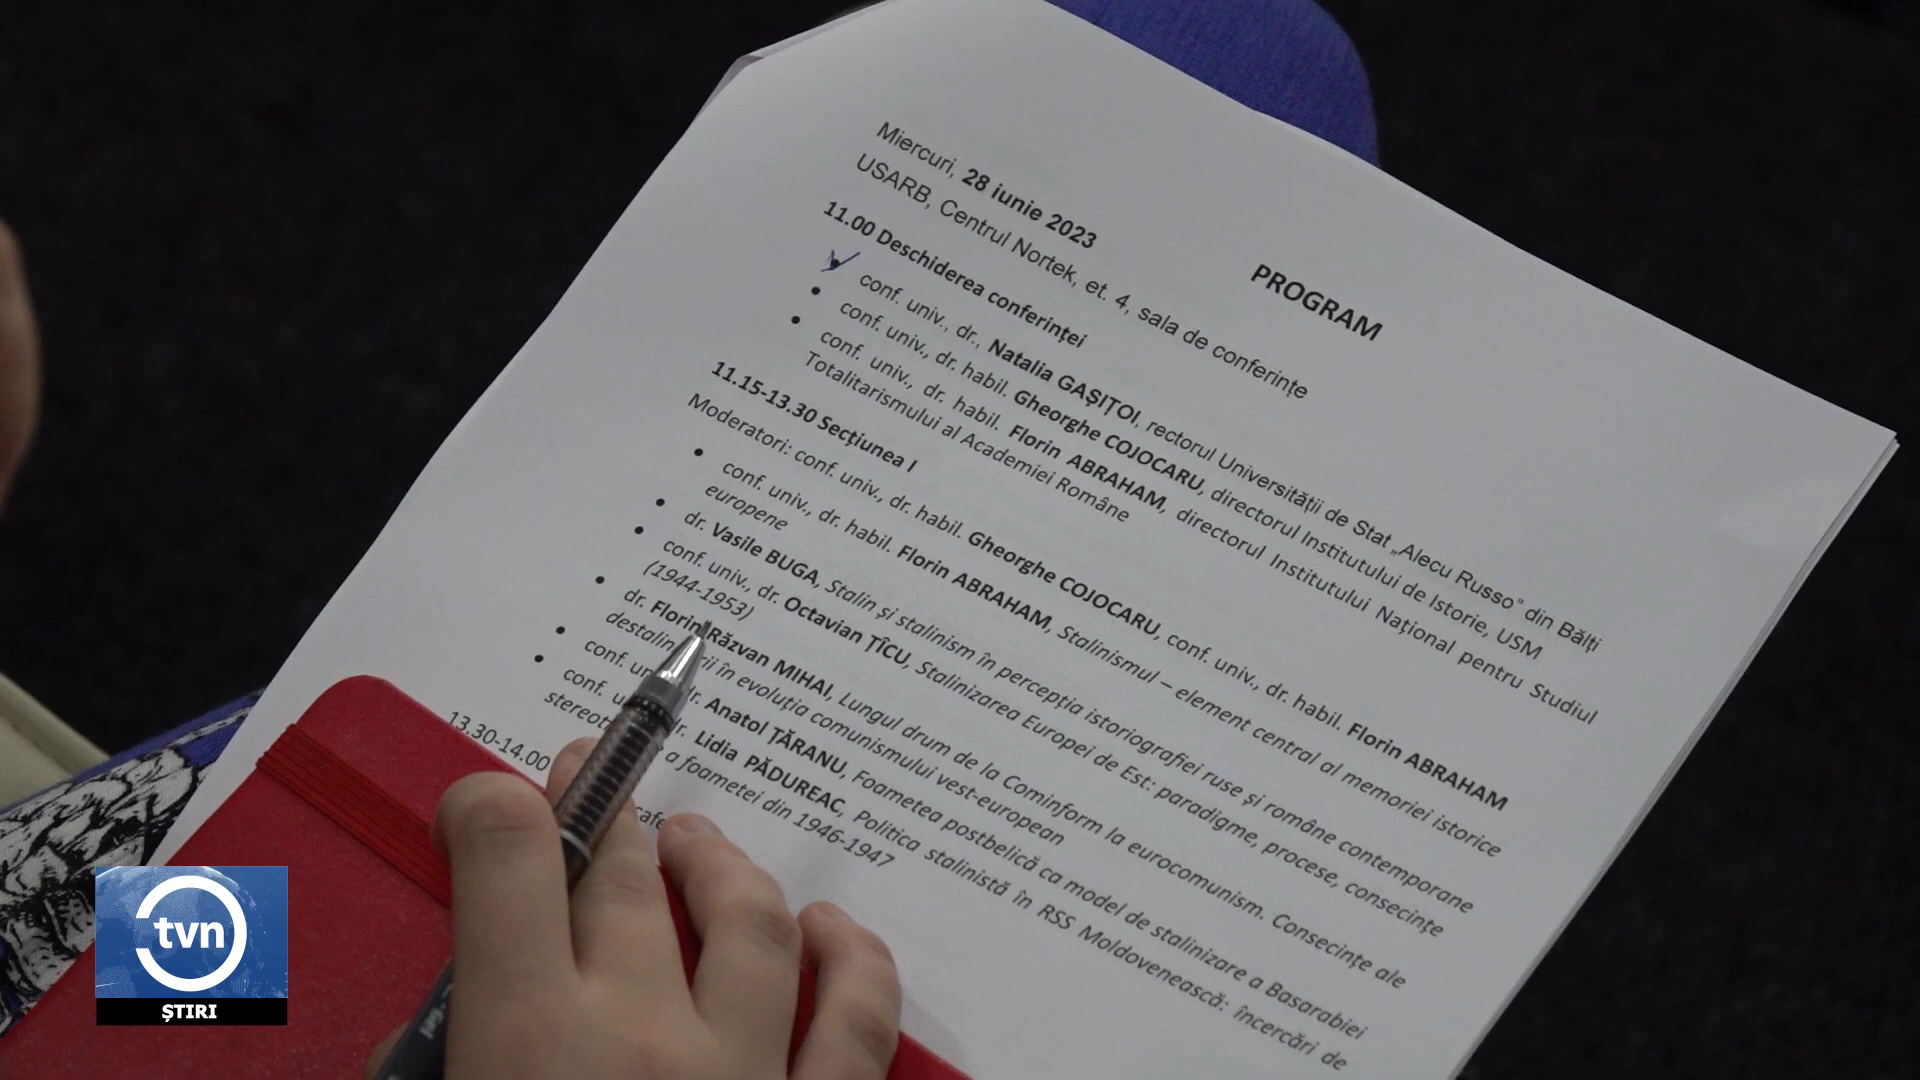 PROGRAM
Miercuri, 28 iunie 2023
USARB, Centrul Nortek, et. 4, sala de conferințe
11.00 Deschiderea conferinței
conf. univ., dr., Natalia GAȘIȚOI, rectorul Universității de Stat „Alecu Russo” din Bălți
• conf. univ., dr. habil. Gheorghe COJOCARU, directorul Institutului de Istorie, USM
• conf. univ., dr. habil. Florin ABRAHAM, directorul Institutului Național pentru Studiul
Totalitarismului al Academiei Române
11.15-13.30 Secțiunea I
Moderatori: conf. univ., dr. habil. Gheorghe COJOCARU, conf. univ., dr. habil. Florin ABRAHAM
• conf. univ., dr. habil. Florin ABRAHAM, Stalinismul – element central al memoriei istorice
europene
• dr. Vasile BUGA, Stalin și stalinism în percepția istoriografiei ruse și române contemporane
• conf. univ., dr. Octavian ȚÎCU, Stalinizarea Europei de Est: paradigme, procese, consecințe
(1944-1953)
• dr. Florin Răzvan MIHAI, Lungul drum de la Cominform la eurocomunism. Consecințe ale
în evoluția comunismului vest-european
• conf. dr. Anatol ȚĂRANU, Foametea postbelică ca model de stalinizare a Basarabiei
• conf. dr. Lidia PĂDUREAC, Politica stalinistă în RSS Moldovenească: încercări de
a foametei din 1946-1947
13.30-14.00
tvn
ȘTIRI